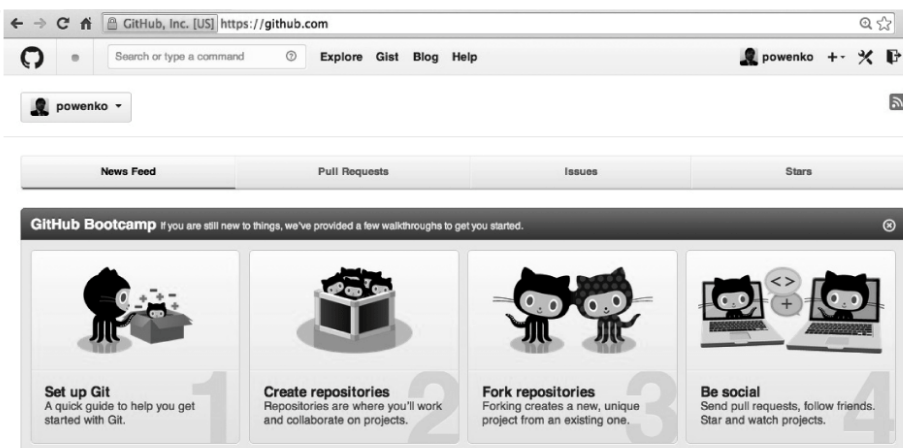 GitHub, Inc. [US] https://github.com
Search or type a command Explore Gist Blog Help powenko
powenko
News Feed Pull Requests Issues Stars
GitHub Bootcamp If you are still new to things, we've provided a few walkthroughs to get you started.
1 2 3 4
Set up Git
A quick guide to help you get
started with Git.
Create repositories
Repositories are where you'll work
and collaborate on projects.
Fork repositories
Forking creates a new, unique
project from an existing one.
Be social
Send pull requests, follow friends.
Star and watch projects.